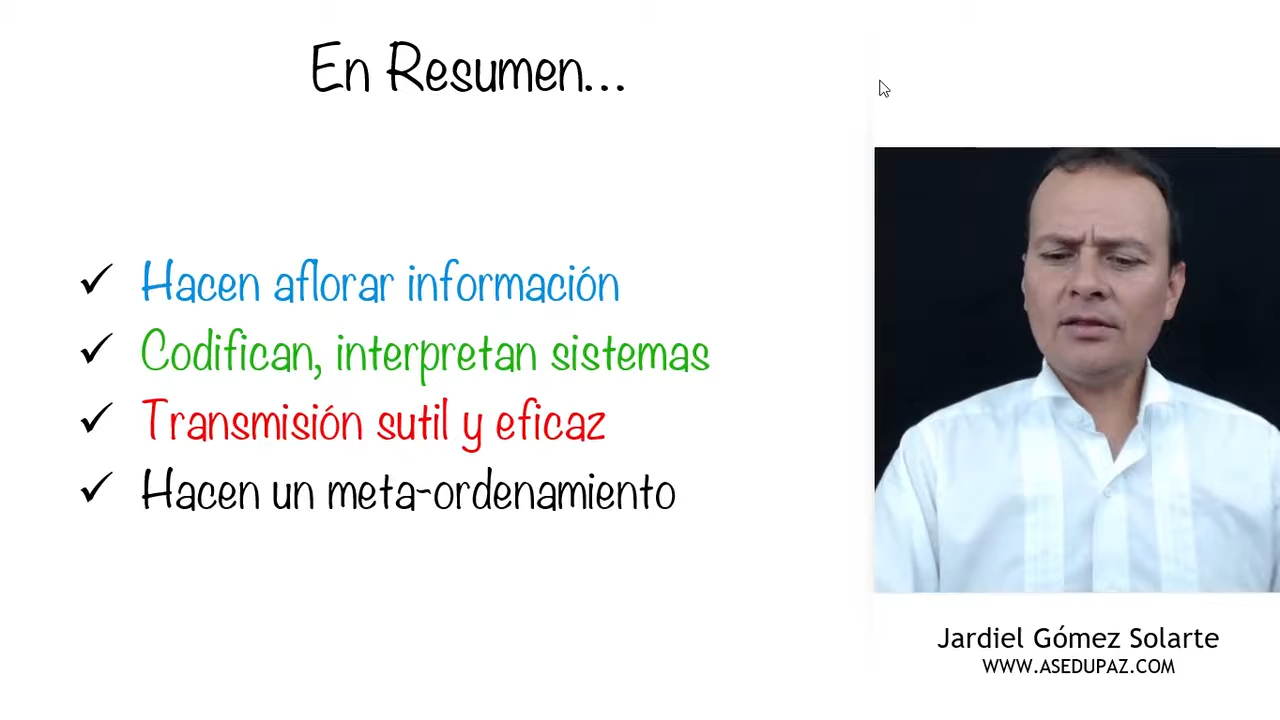 En Resumen...
Hacen aflorar información
Codifican, interpretan sistemas
Transmisión sutil y eficaz
Hacen un meta-ordenamiento
Jardiel Gómez Solarte
WWW.ASEDUPAZ.COM